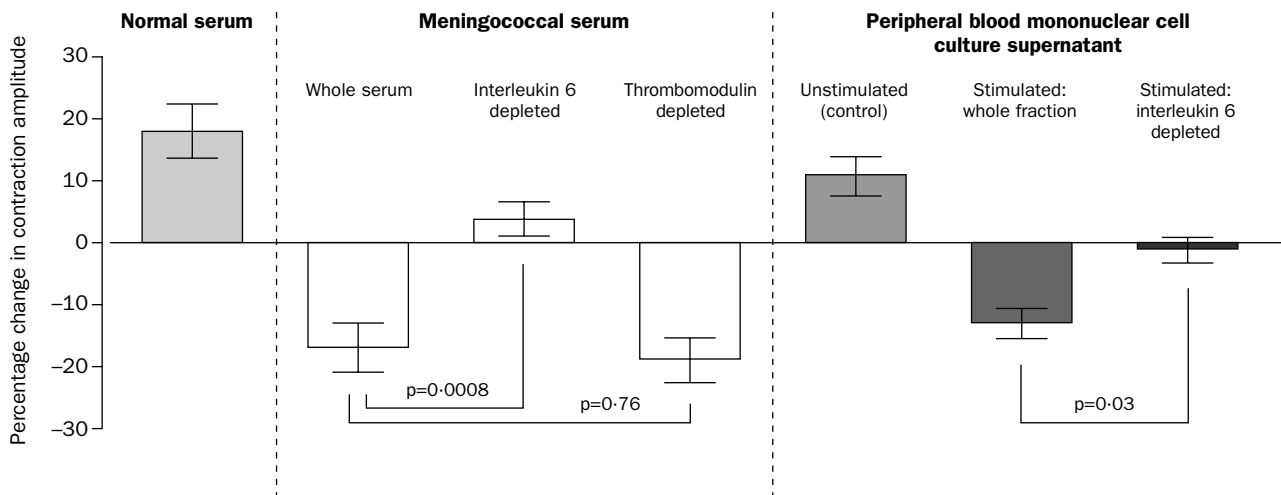 Normal serum
Meningococcal serum
Peripheral blood mononuclear cell
culture supernatant
Percentage change in contraction amplitude
30
20
10
0
–10
–20
–30
Whole serum
Interleukin 6
depleted
Thrombomodulin
depleted
Unstimulated
(control)
Stimulated:
whole fraction
Stimulated:
interleukin 6
depleted
p=0·0008
p=0·76
p=0·03